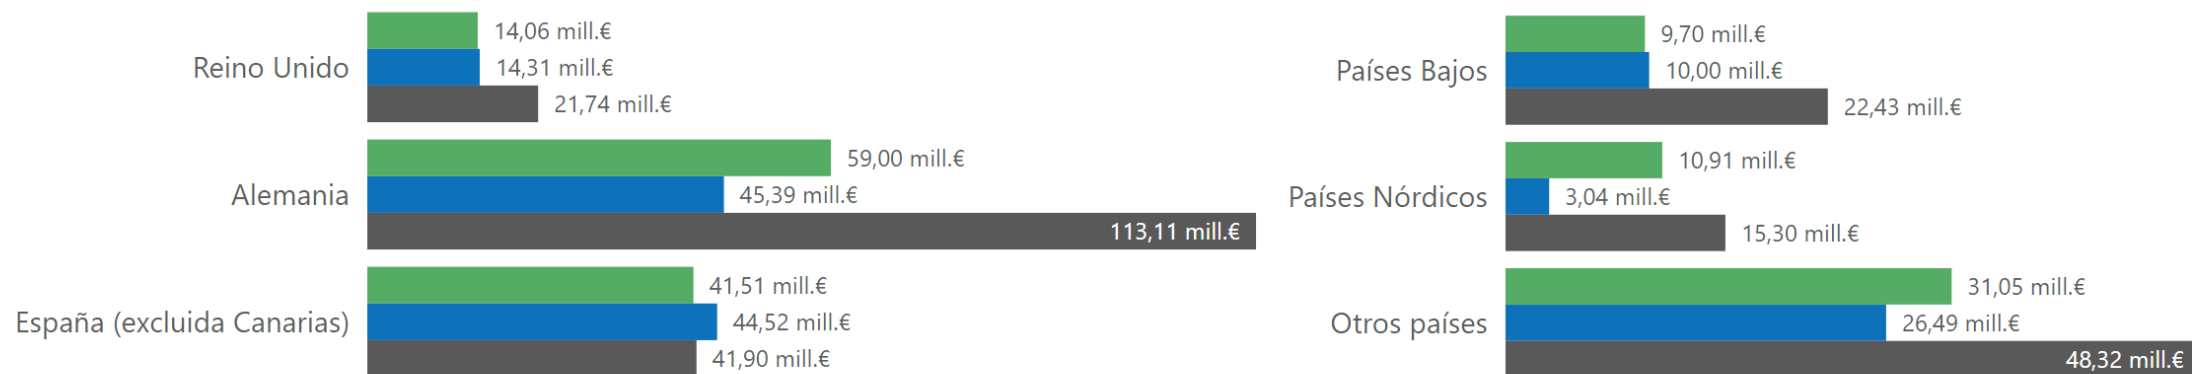 Reino Unido
14,06 mill.€
14,31 mill.€
21,74 mill.€
Alemania
59,00 mill.€
45,39 mill.€
113,11 mill.€
España (excluida Canarias)
41,51 mill.€
44,52 mill.€
41,90 mill.€
Países Bajos
9,70 mill.€
10,00 mill.€
22,43 mill.€
Países Nórdicos
10,91 mill.€
3,04 mill.€
15,30 mill.€
Otros países
31,05 mill.€
26,49 mill.€
48,32 mill.€